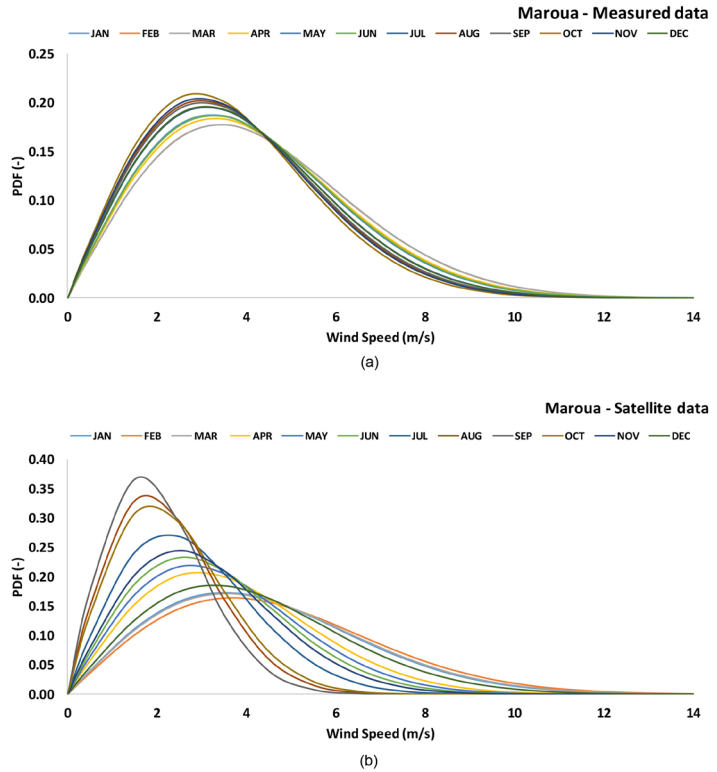 Maroua - Measured data
JAN FEB MAR APR MAY JUN JUL AUG SEP OCT NOV DEC
0.25
0.20
0.15
0.10
0.05
0.00
PDF (-)
0 2 4 6 8 10 12 14
Wind Speed (m/s)
(a)
Maroua - Satellite data
JAN FEB MAR APR MAY JUN JUL AUG SEP OCT NOV DEC
0.40
0.35
0.30
0.25
0.20
0.15
0.10
0.05
0.00
PDF (-)
0 2 4 6 8 10 12 14
Wind Speed (m/s)
(b)